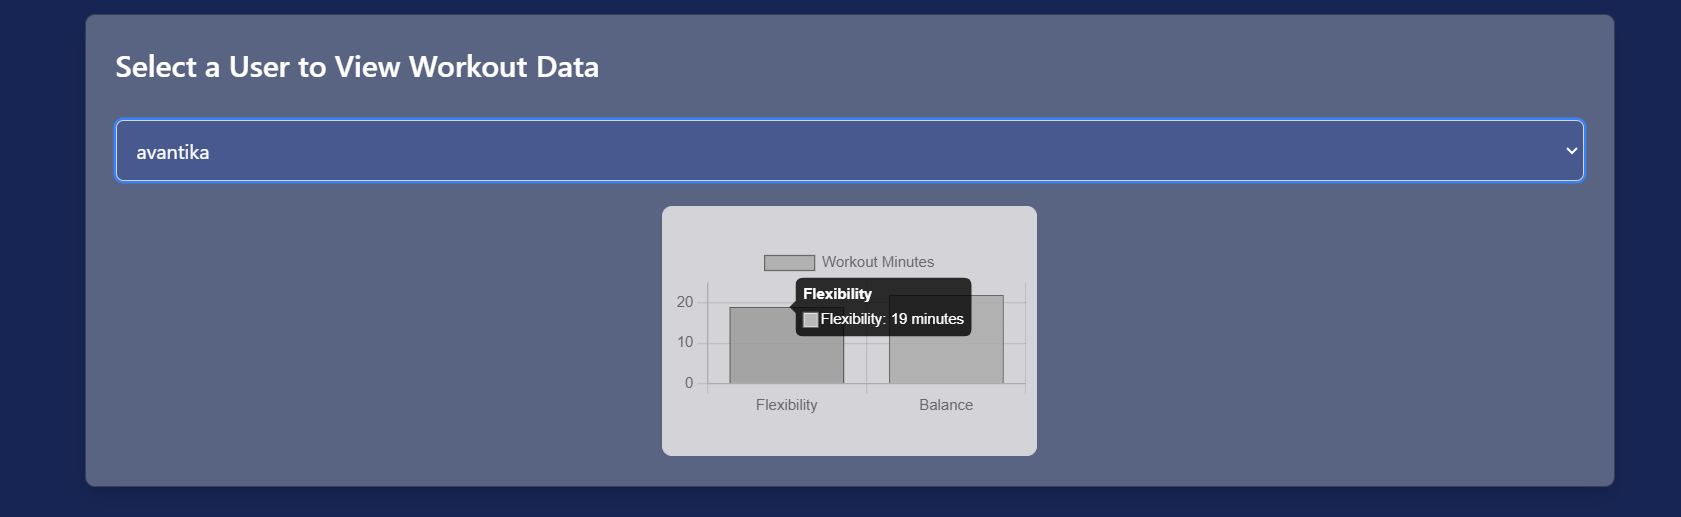 Select a User to View Workout Data
avantika
Workout Minutes
Flexibility
Flexibility: 19 minutes
20
10
0
Flexibility
Balance